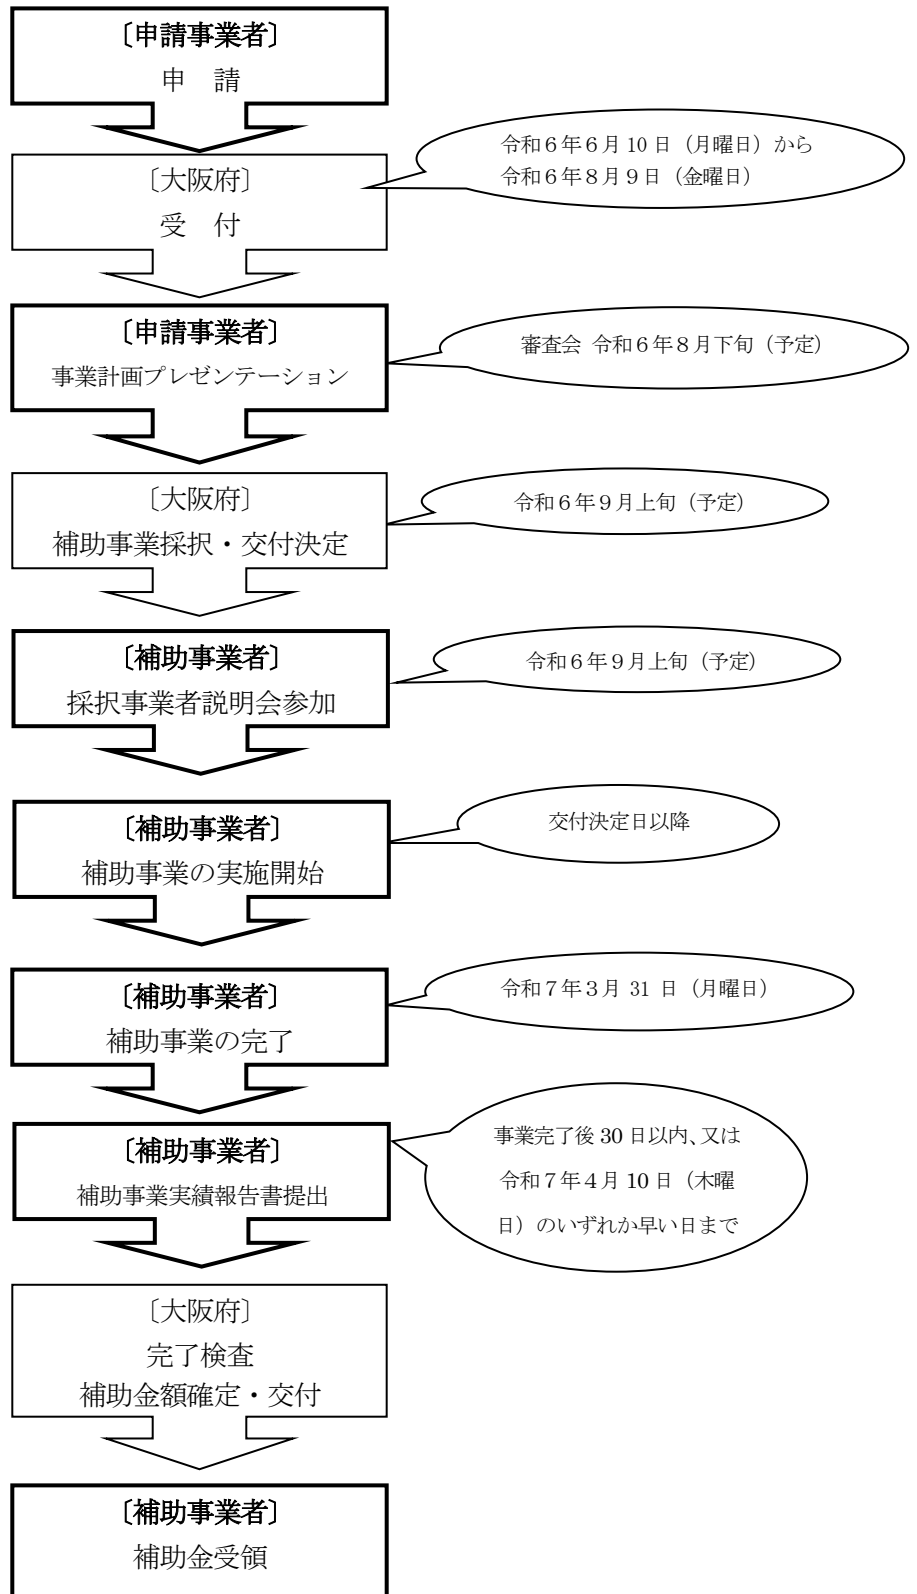 〔申請事業者〕
申　請
〔大阪府〕
受　付
令和６年６月 10 日（月曜日）から
令和６年８月９日（金曜日）
〔申請事業者〕
事業計画プレゼンテーション
審査会 令和６年８月下旬（予定）
〔大阪府〕
補助事業採択・交付決定
令和６年９月上旬（予定）
〔補助事業者〕
採択事業者説明会参加
令和６年９月上旬（予定）
〔補助事業者〕
補助事業の実施開始
交付決定日以降
〔補助事業者〕
補助事業の完了
令和７年３月 31 日（月曜日）
〔補助事業者〕
補助事業実績報告書提出
事業完了後 30 日以内、又は
令和７年４月 10 日（木曜
日）のいずれか早い日まで
〔大阪府〕
完了検査
補助金額確定・交付
〔補助事業者〕
補助金受領